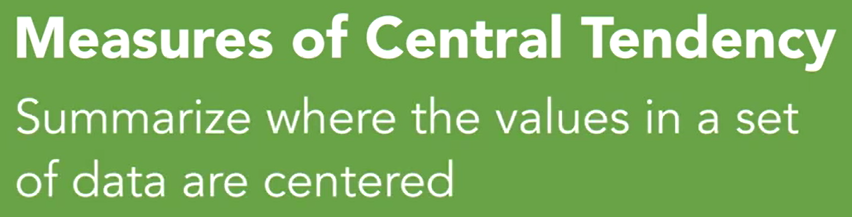 Measures of Central Tendency
Summarize where the values in a set
of data are centered